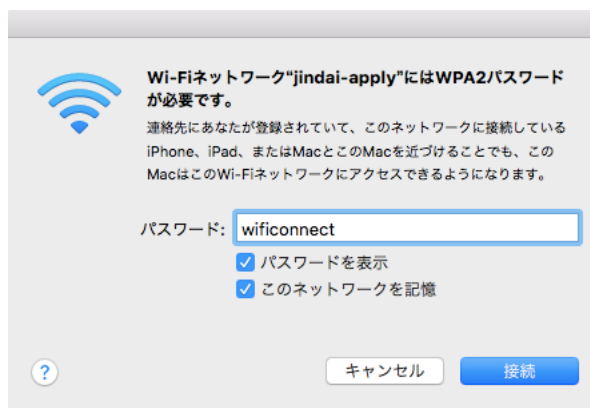 Wi-Fiネットワーク“jindai-apply”にはWPA2パスワード
が必要です。
連絡先にあなたが登録されていて、このネットワークに接続している
iPhone、iPad、またはMacとこのMacを近づけることでも、この
MacはこのWi-Fiネットワークにアクセスできるようになります。
パスワード: wificonnect
パスワードを表示
このネットワークを記憶
? キャンセル 接続